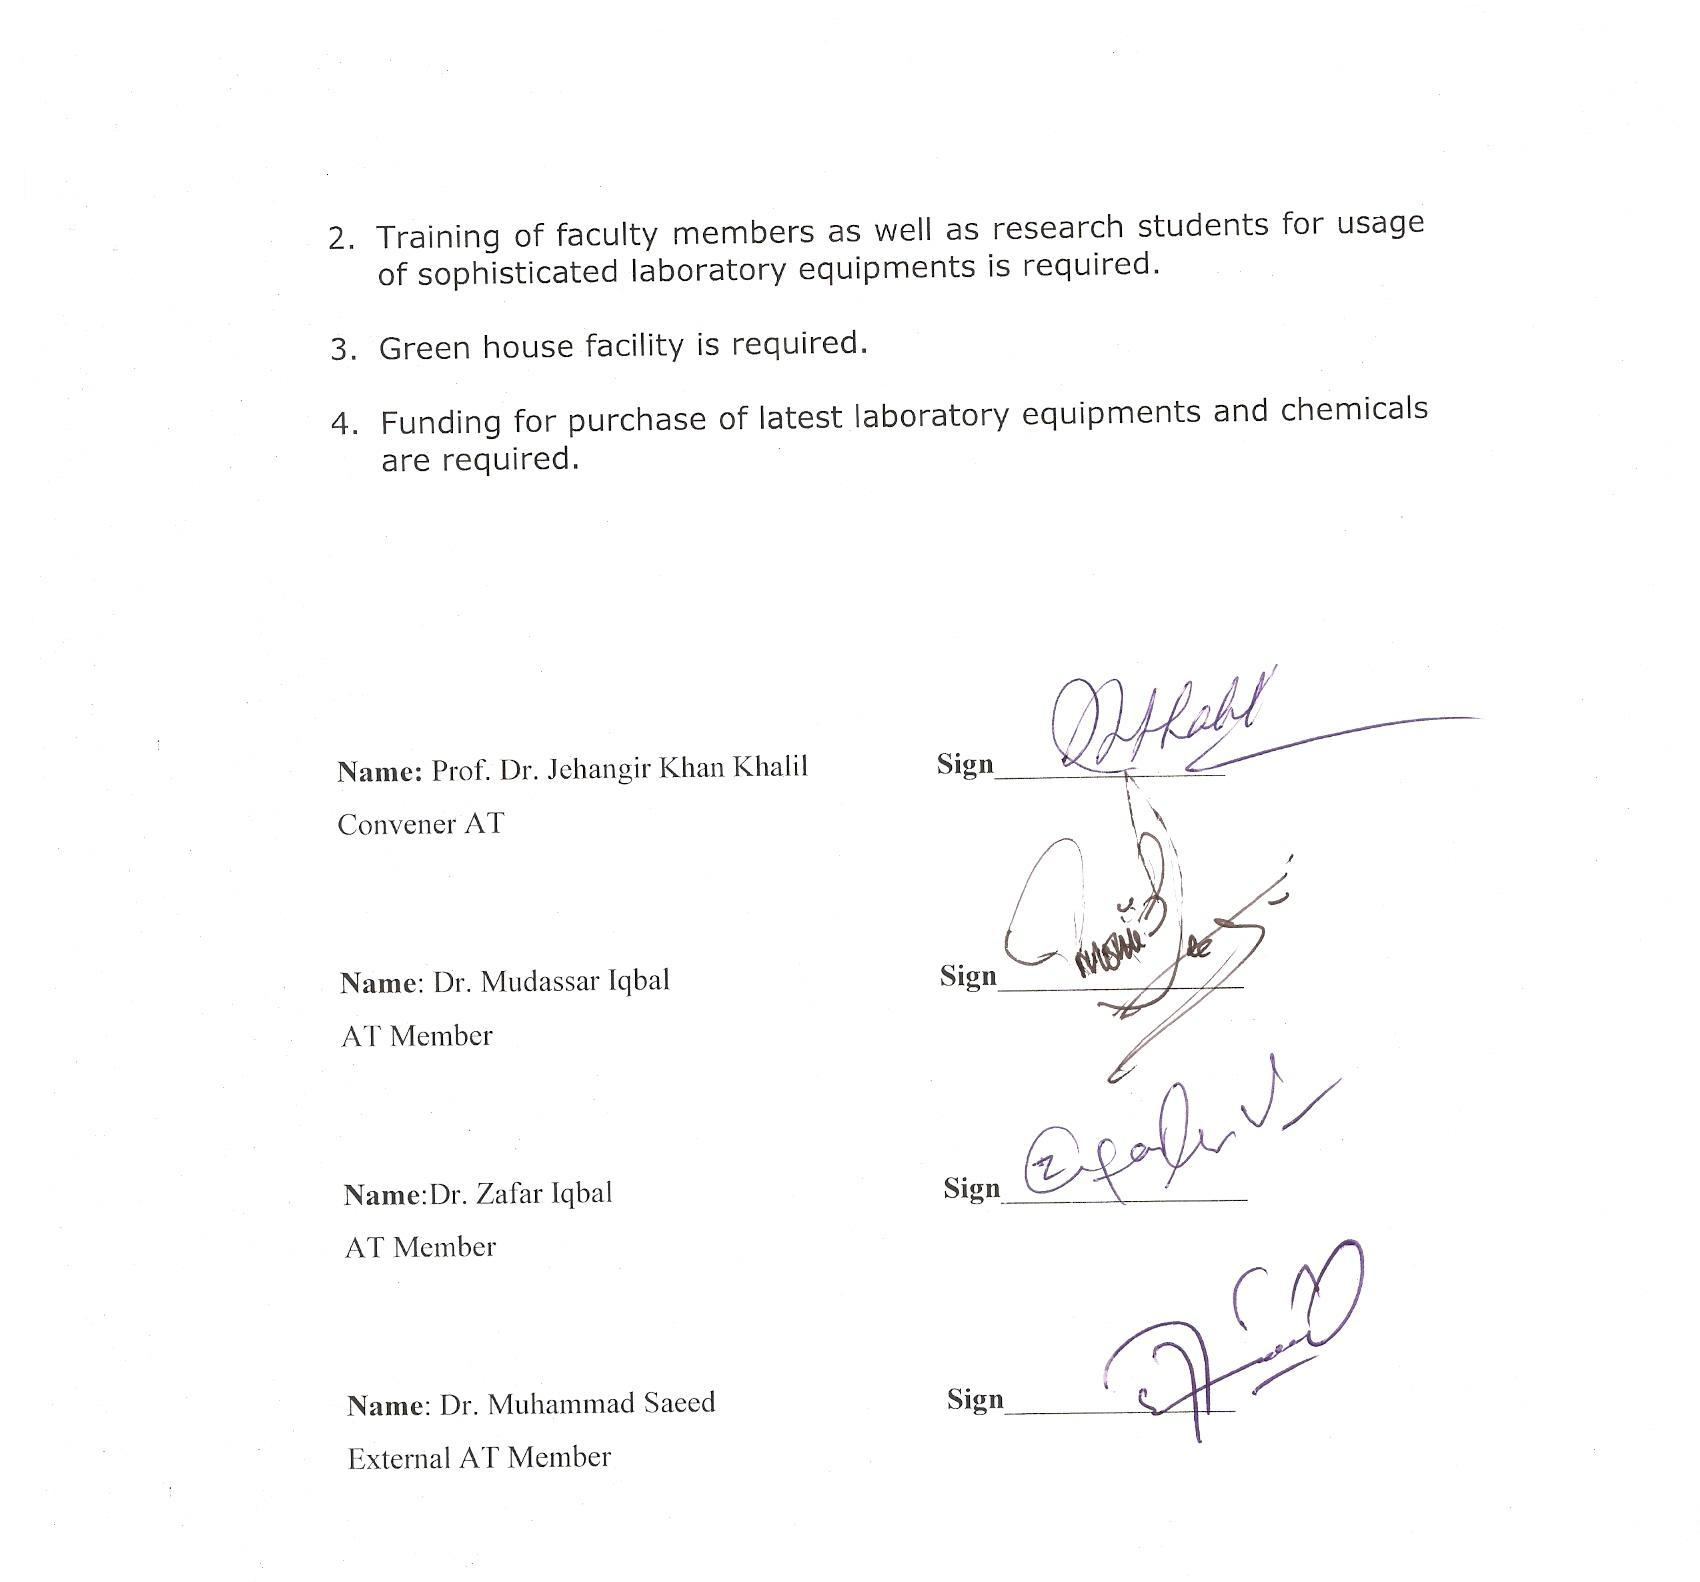 2. Training of faculty members as well as research students for usage
of sophisticated laboratory equipments is required.
3. Green house facility is required.
4. Funding for purchase of latest laboratory equipments and chemicals
are required.
Name: Prof. Dr. Jehangir Khan Khalil Sign
Convener AT
Name: Dr. Mudassar Iqbal Sign
AT Member
Name:Dr. Zafar Iqbal Sign
AT Member
Name: Dr. Muhammad Saeed Sign
External AT Member